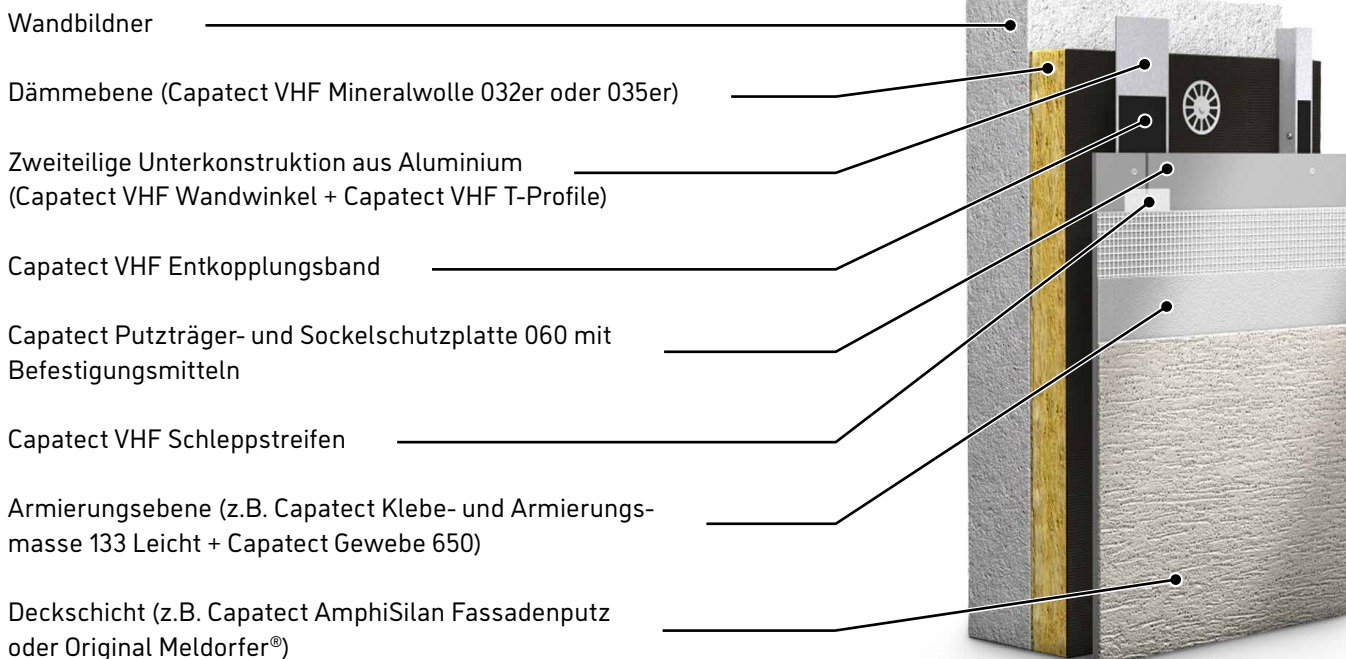 Wandbildner
Dämmebene (Capatect VHF Mineralwolle 032er oder 035er)
Zweiteilige Unterkonstruktion aus Aluminium
(Capatect VHF Wandwinkel + Capatect VHF T-Profile)
Capatect VHF Entkopplungsband
Capatect Putzträger- und Sockelschutzplatte 060 mit
Befestigungsmitteln
Capatect VHF Schleppstreifen
Armierungsebene (z.B. Capatect Klebe- und Armierungs-
masse 133 Leicht + Capatect Gewebe 650)
Deckschicht (z.B. Capatect AmphiSilan Fassadenputz
oder Original Meldorfer®)